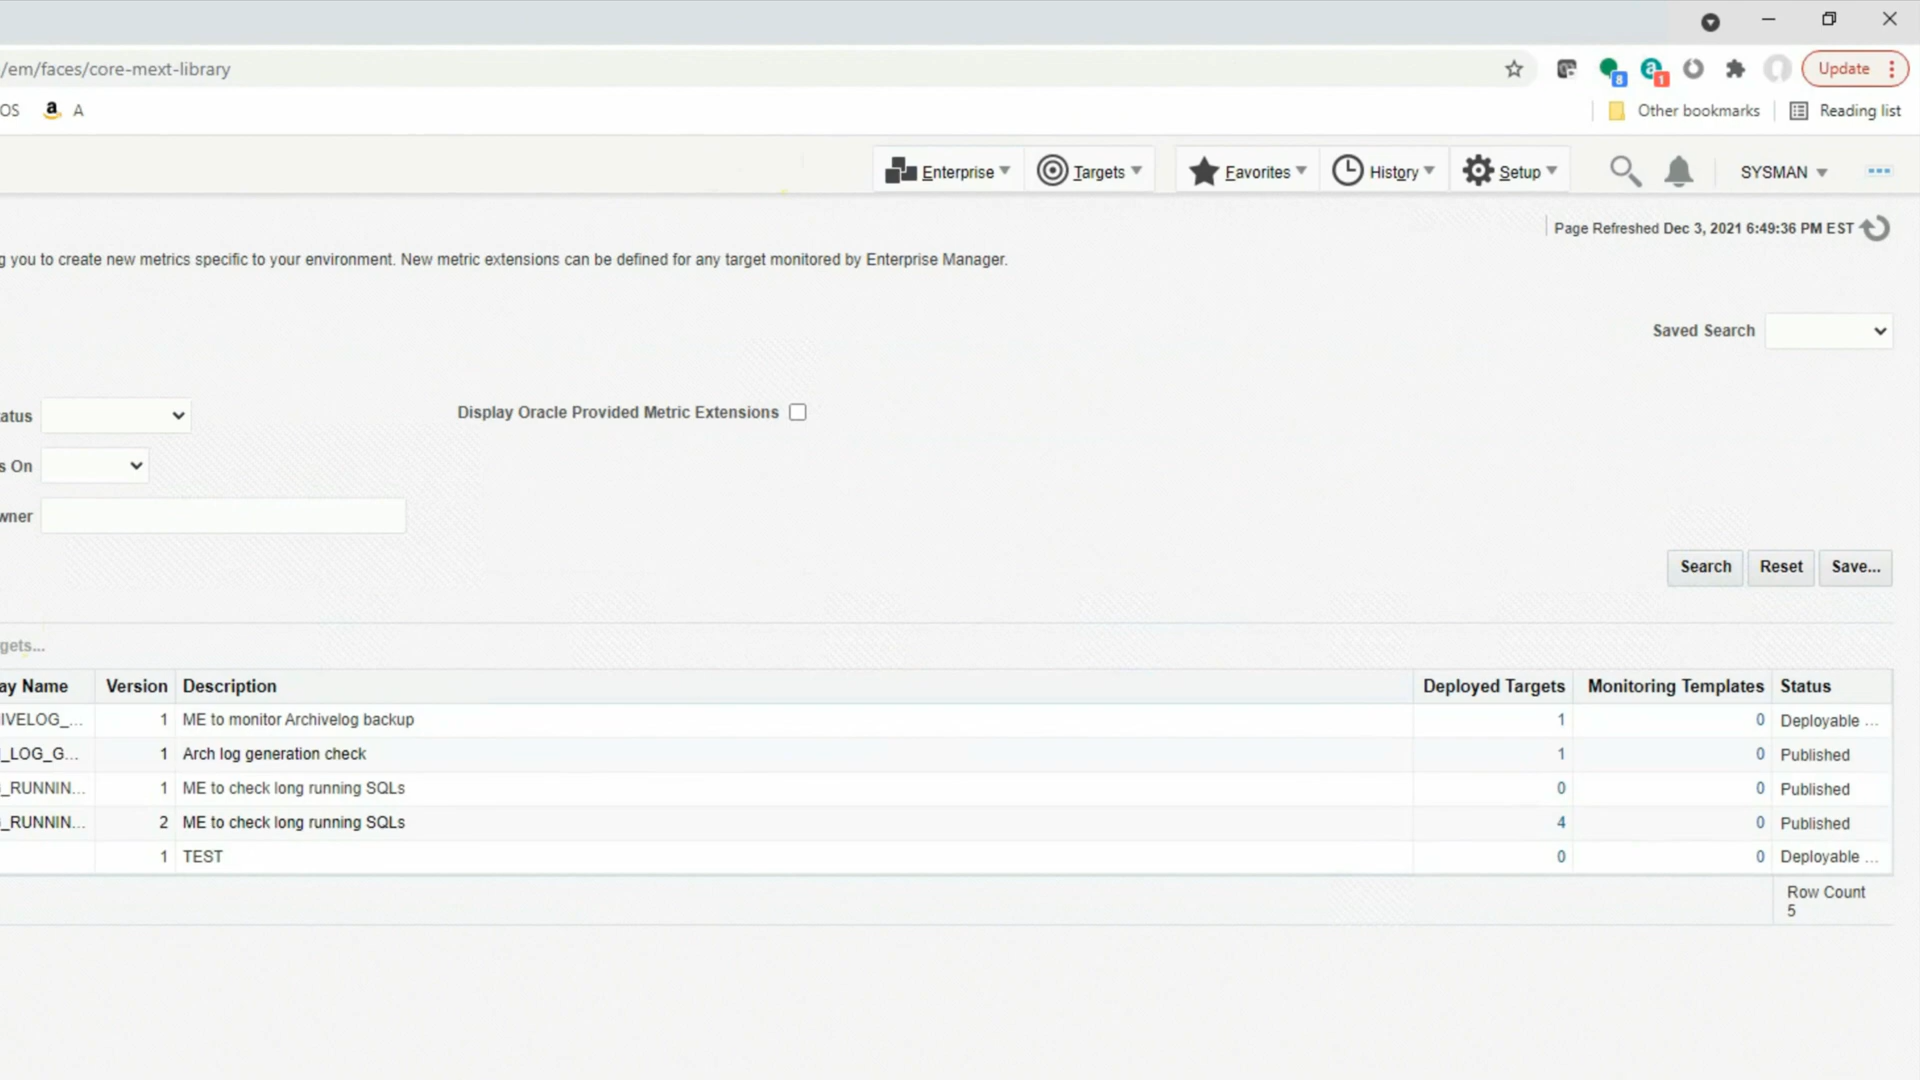 /em/faces/core-mext-library
Update
8
1
OS
a
A
Other bookmarks
Reading list
Enterprise
Targets
Favorites
History
Setup
SYSMAN
Page Refreshed Dec 3, 2021 6:49:36 PM EST
g you to create new metrics specific to your environment. New metric extensions can be defined for any target monitored by Enterprise Manager.
Saved Search
atus
Display Oracle Provided Metric Extensions
s On
wner
Search
Reset
Save...
gets...
ay Name Version Description Deployed Targets Monitoring Templates Status
IVELOG_... 1 ME to monitor Archivelog backup 1 0 Deployable ...
_LOG_G... 1 Arch log generation check 1 0 Published
_RUNNIN... 1 ME to check long running SQLs 0 0 Published
_RUNNIN... 2 ME to check long running SQLs 4 0 Published
1 TEST 0 0 Deployable ...
Row Count
5